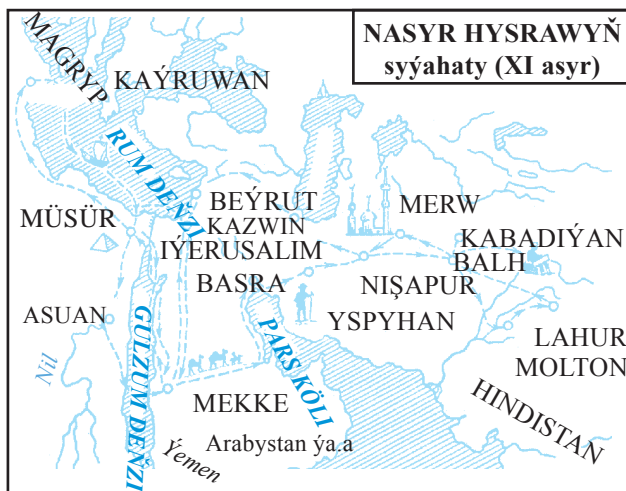 NASYR HYSRAWYŇ
syýahaty (XI asyr)
MAGRYP
KAÝRUWAN
RUM DEŇZI
BEÝRUT
KAZWIN
IÝERUSALIM
MERW
MÜSÜR
KABADIÝAN
BALH
BASRA
NIŞAPUR
YSPYHAN
ASUAN
LAHUR
MOLTON
Nil
GULZUM DEŇZI
PARS KÖLI
HINDISTAN
MEKKE
Arabystan ýa.a
Ýemen